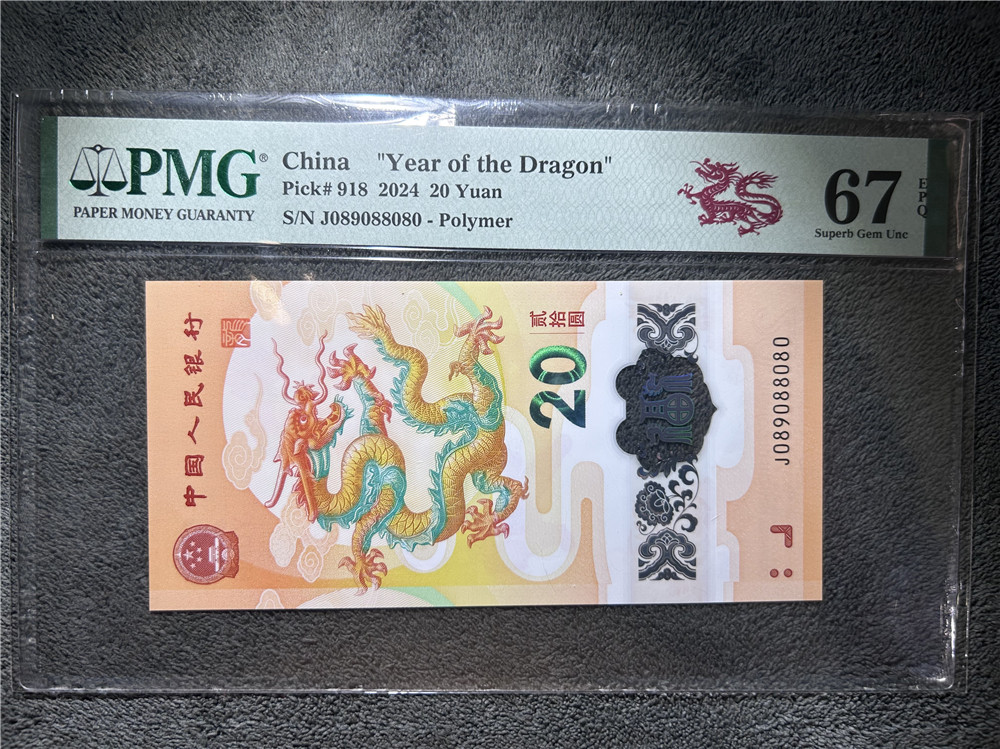 PMG®
PAPER MONEY GUARANTY
China "Year of the Dragon"
Pick# 918 2024 20 Yuan
S/N J089088080 - Polymer
67
Superb Gem Unc
EPQ
中国人民银行
贰拾圆
20
J089088080